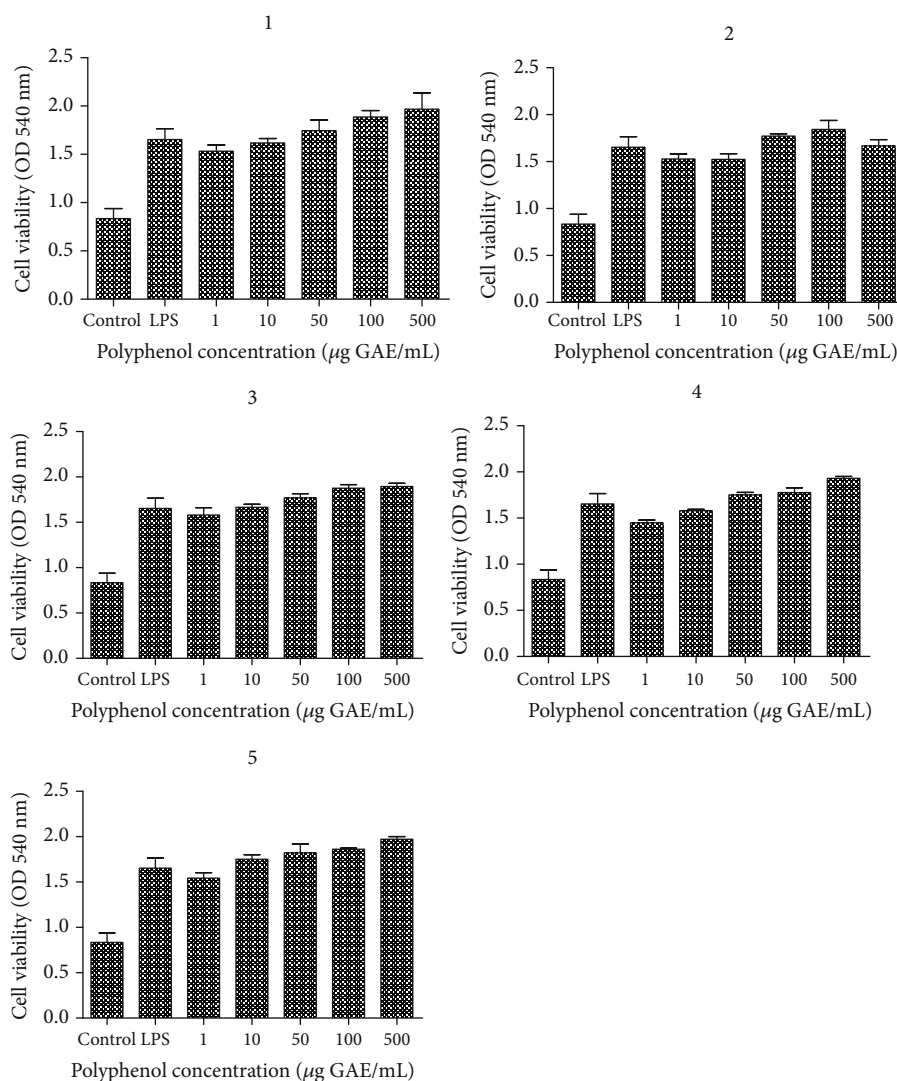 1
Cell viability (OD 540 nm)
2.5
2.0
1.5
1.0
0.5
0.0
Control LPS 1 10 50 100 500
Polyphenol concentration (μg GAE/mL)
2
Cell viability (OD 540 nm)
2.5
2.0
1.5
1.0
0.5
0.0
Control LPS 1 10 50 100 500
Polyphenol concentration (μg GAE/mL)
3
Cell viability (OD 540 nm)
2.5
2.0
1.5
1.0
0.5
0.0
Control LPS 1 10 50 100 500
Polyphenol concentration (μg GAE/mL)
4
Cell viability (OD 540 nm)
2.5
2.0
1.5
1.0
0.5
0.0
Control LPS 1 10 50 100 500
Polyphenol concentration (μg GAE/mL)
5
Cell viability (OD 540 nm)
2.5
2.0
1.5
1.0
0.5
0.0
Control LPS 1 10 50 100 500
Polyphenol concentration (μg GAE/mL)